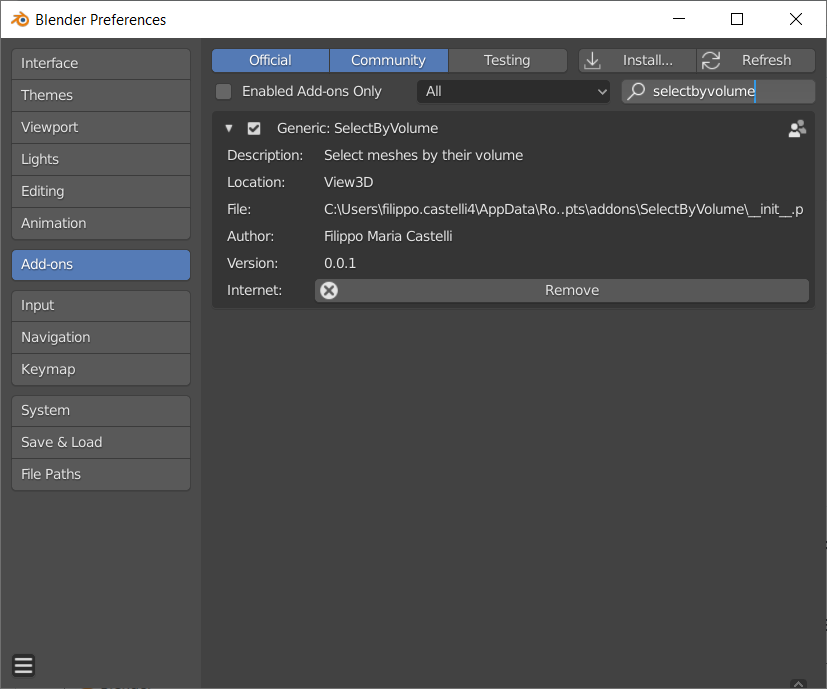 Blender Preferences
Interface
Themes
Viewport
Lights
Editing
Animation
Add-ons
Input
Navigation
Keymap
System
Save & Load
File Paths
Official Community Testing Install... Refresh
Enabled Add-ons Only All selectbyvolume
Generic: SelectByVolume
Description: Select meshes by their volume
Location: View3D
File: C:\Users\filippo.castelli4\AppData\Ro..pts\addons\SelectByVolume\__init__.p
Author: Filippo Maria Castelli
Version: 0.0.1
Internet: Remove